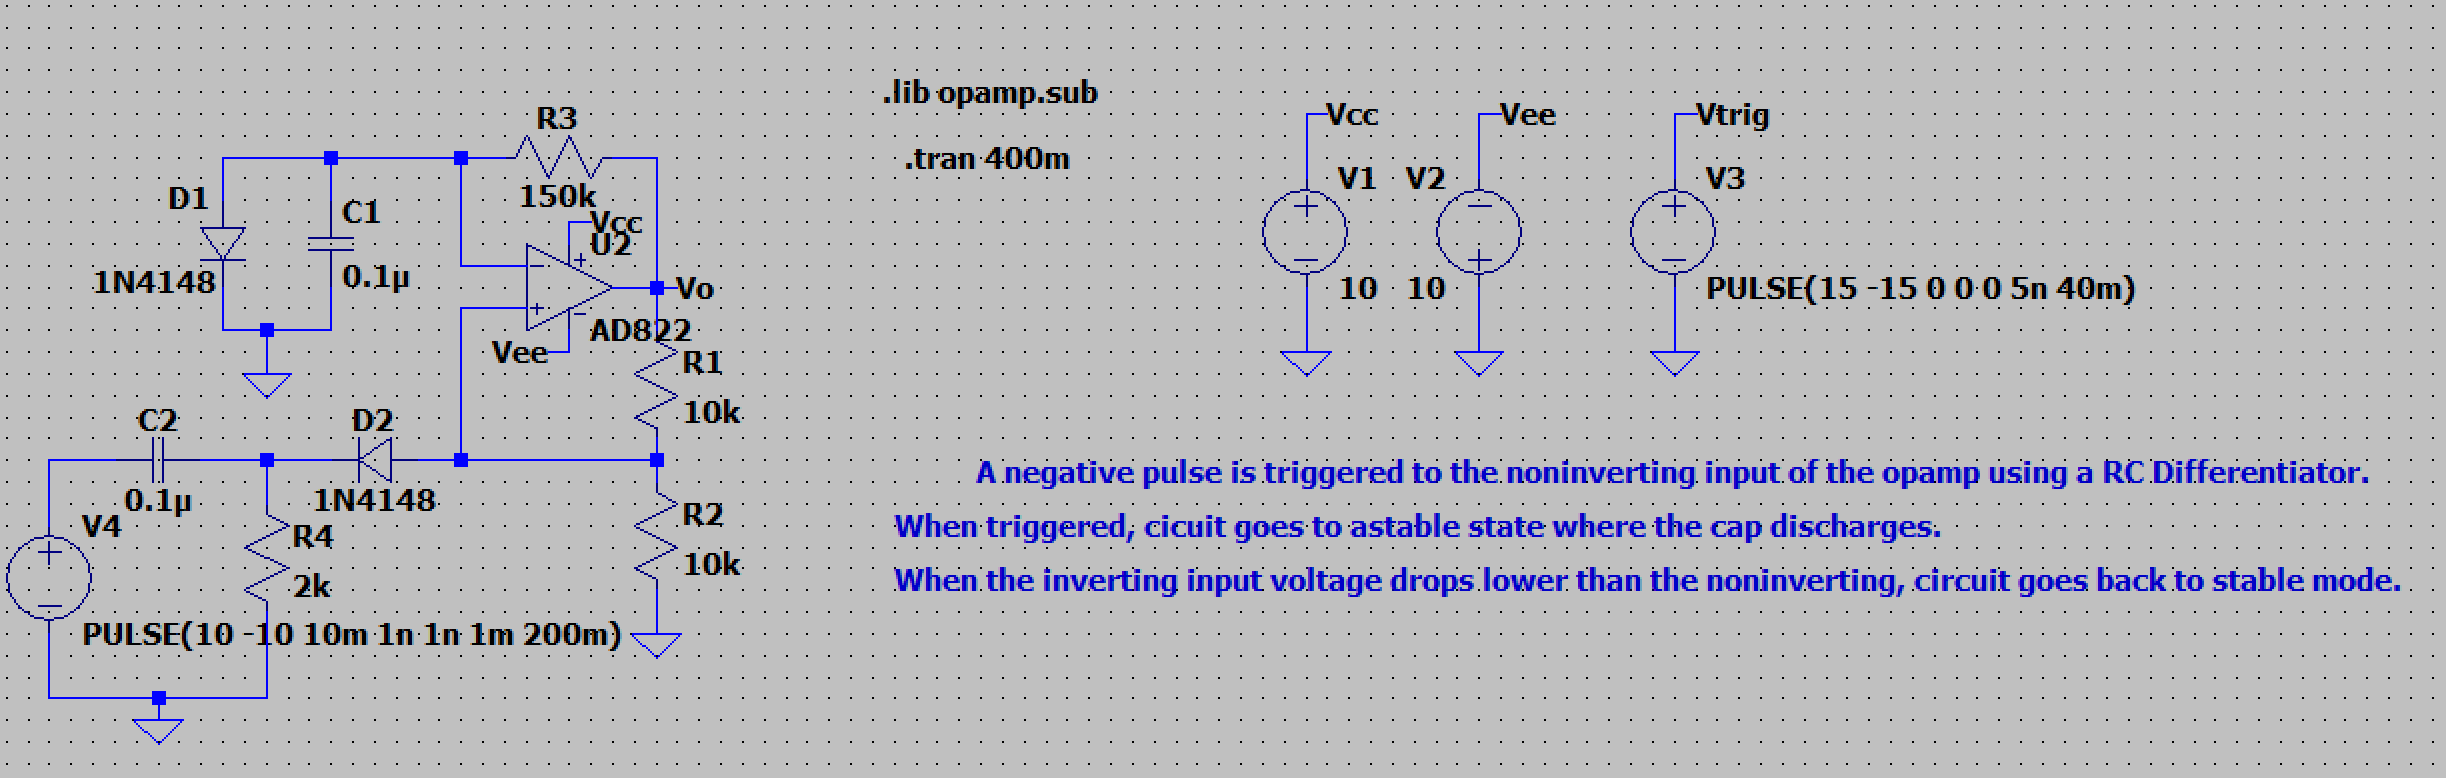 .lib opamp.sub
.tran 400m
R3
150k
D1
1N4148
C1
0.1µ
Vcc
U2
Vo
AD822
Vee
R1
10k
C2
0.1µ
D2
1N4148
V4
PULSE(10 -10 10m 1n 1n 1m 200m)
R4
2k
R2
10k
Vcc
V1
10
Vee
V2
10
Vtrig
V3
PULSE(15 -15 0 0 0 5n 40m)
A negative pulse is triggered to the noninverting input of the opamp using a RC Differentiator.
When triggered, cicuit goes to astable state where the cap discharges.
When the inverting input voltage drops lower than the noninverting, circuit goes back to stable mode.